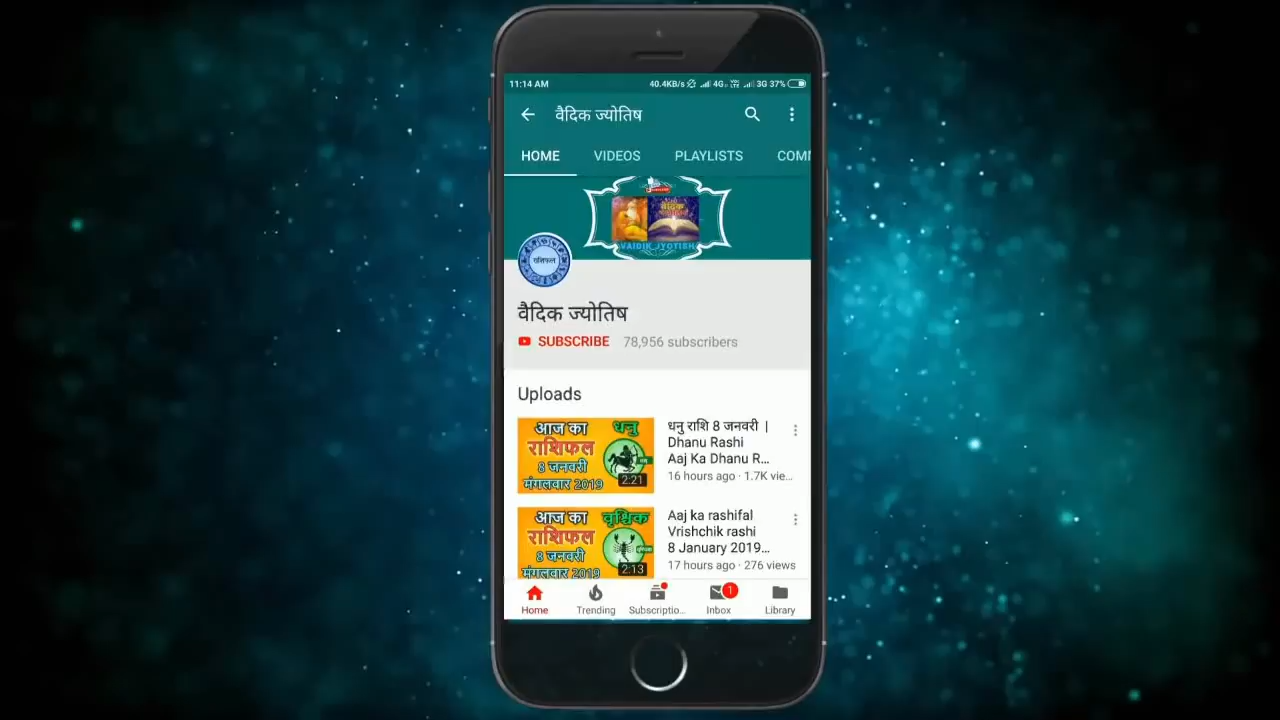 11:14 AM
40.4KB/s 4G 3G 37%
वैदिक ज्योतिष
HOME VIDEOS PLAYLISTS COMI
वैदिक
VAIDIK JYOTISH
राशिफल
वैदिक ज्योतिष
SUBSCRIBE 78,956 subscribers
Uploads
आज का धनु
राशिफल
8 जनवरी
मंगलवार 2019
2:21
धनु राशि 8 जनवरी |
Dhanu Rashi
Aaj Ka Dhanu R...
16 hours ago · 1.7K vie...
आज का वृश्चिक
राशिफल
8 जनवरी
मंगलवार 2019
2:13
Aaj ka rashifal
Vrishchik rashi
8 January 2019...
17 hours ago · 276 views
1
Home Trending Subscriptio... Inbox Library